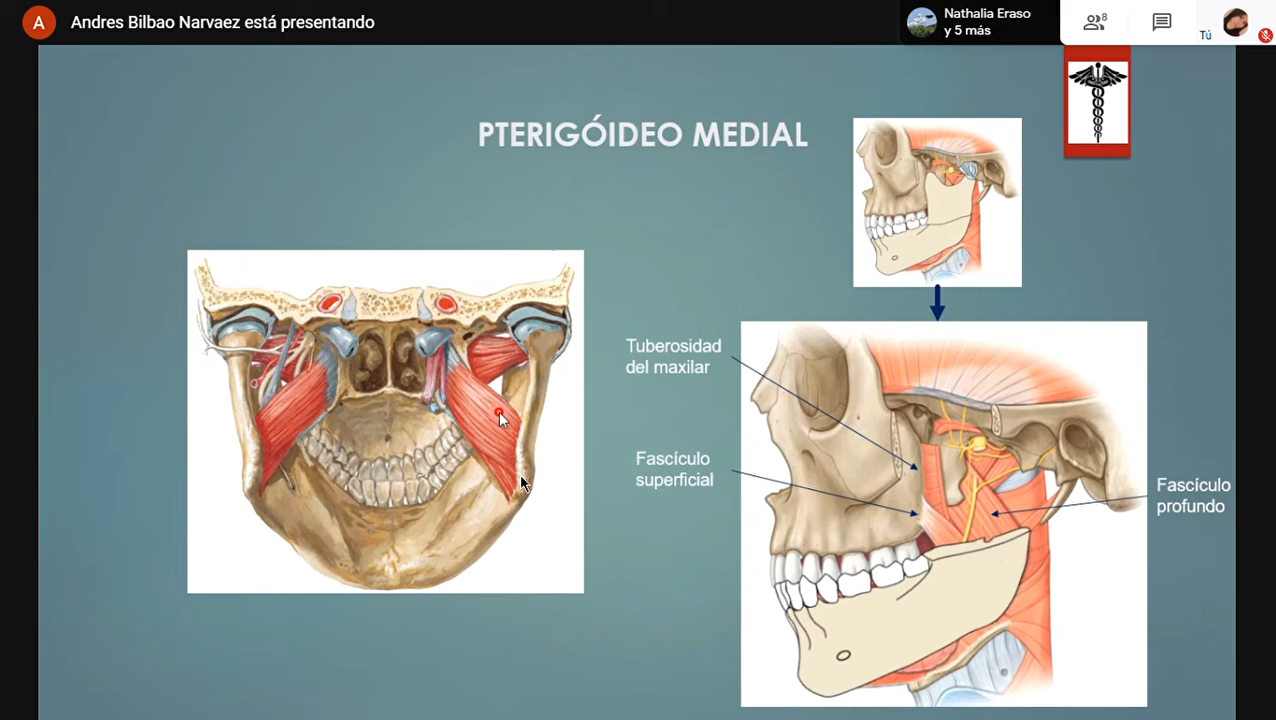 A
Andres Bilbao Narvaez está presentando
Nathalia Eraso
y 5 más
8
Tú
PTERIGÓIDEO MEDIAL
Tuberosidad
del maxilar
Fascículo
superficial
Fascículo
profundo